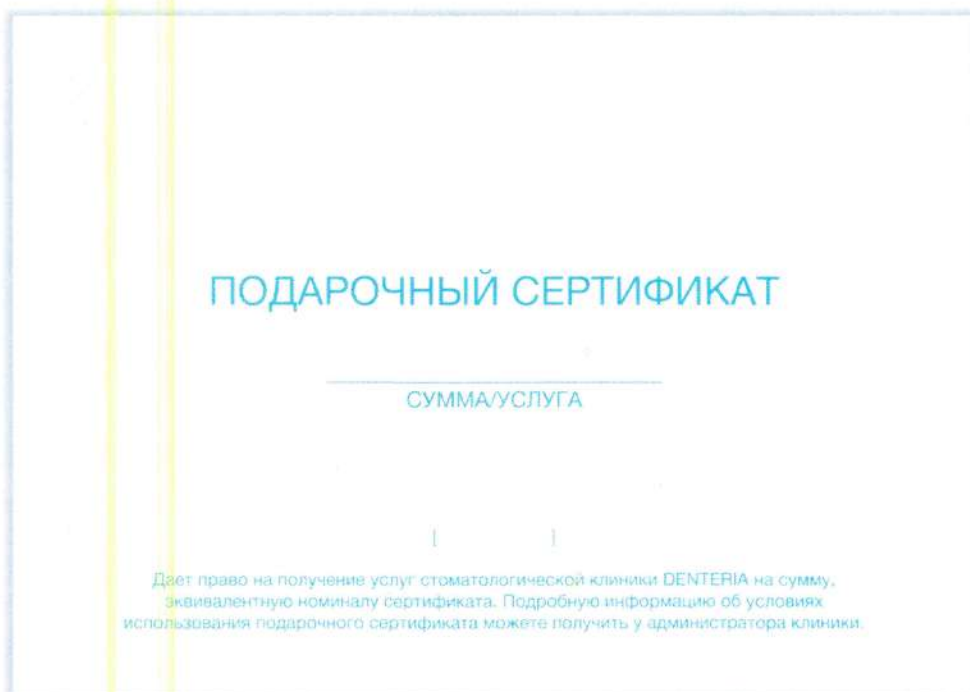 ПОДАРОЧНЫЙ СЕРТИФИКАТ
СУММА/УСЛУГА
[ ]
Дает право на получение услуг стоматологической клиники DENTERIA на сумму,
эквивалентную номиналу сертификата. Подробную информацию об условиях
использования подарочного сертификата можете получить у администратора клиники.